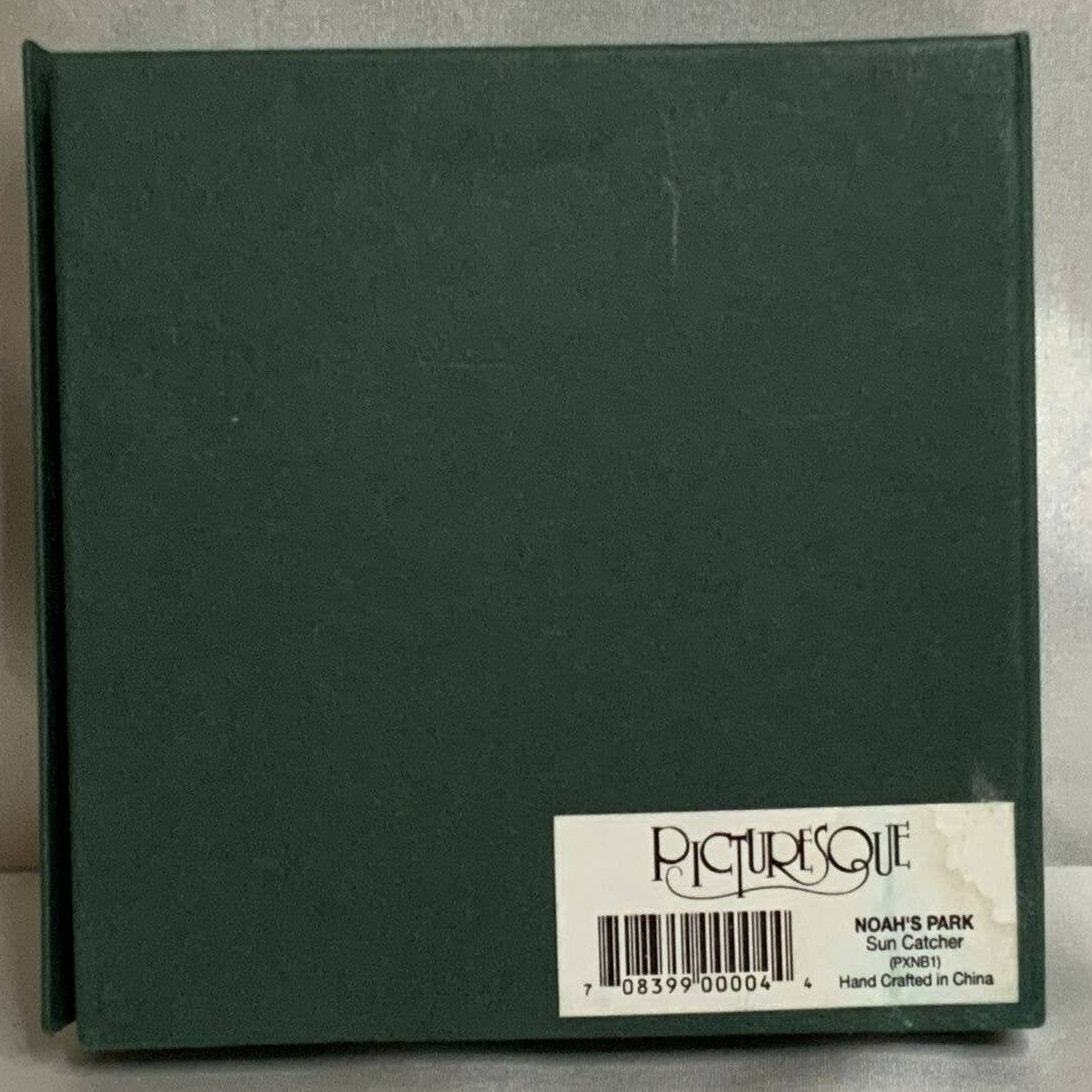 PICTURESQUE
NOAH'S PARK
Sun Catcher
(PXNB1)
Hand Crafted in China
7 08399 00004 4